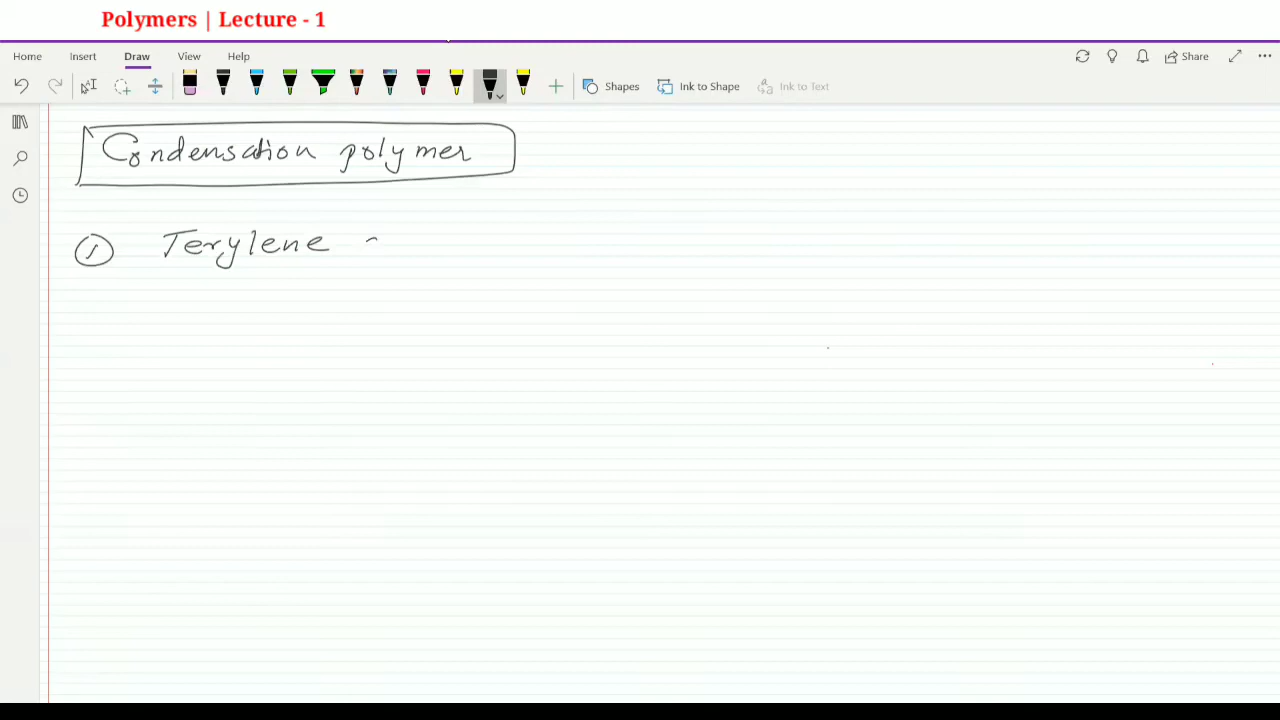 Polymers | Lecture - 1
Home Insert Draw View Help
Share
Shapes Ink to Shape Ink to Text
Condensation polymer
1 Terylene -